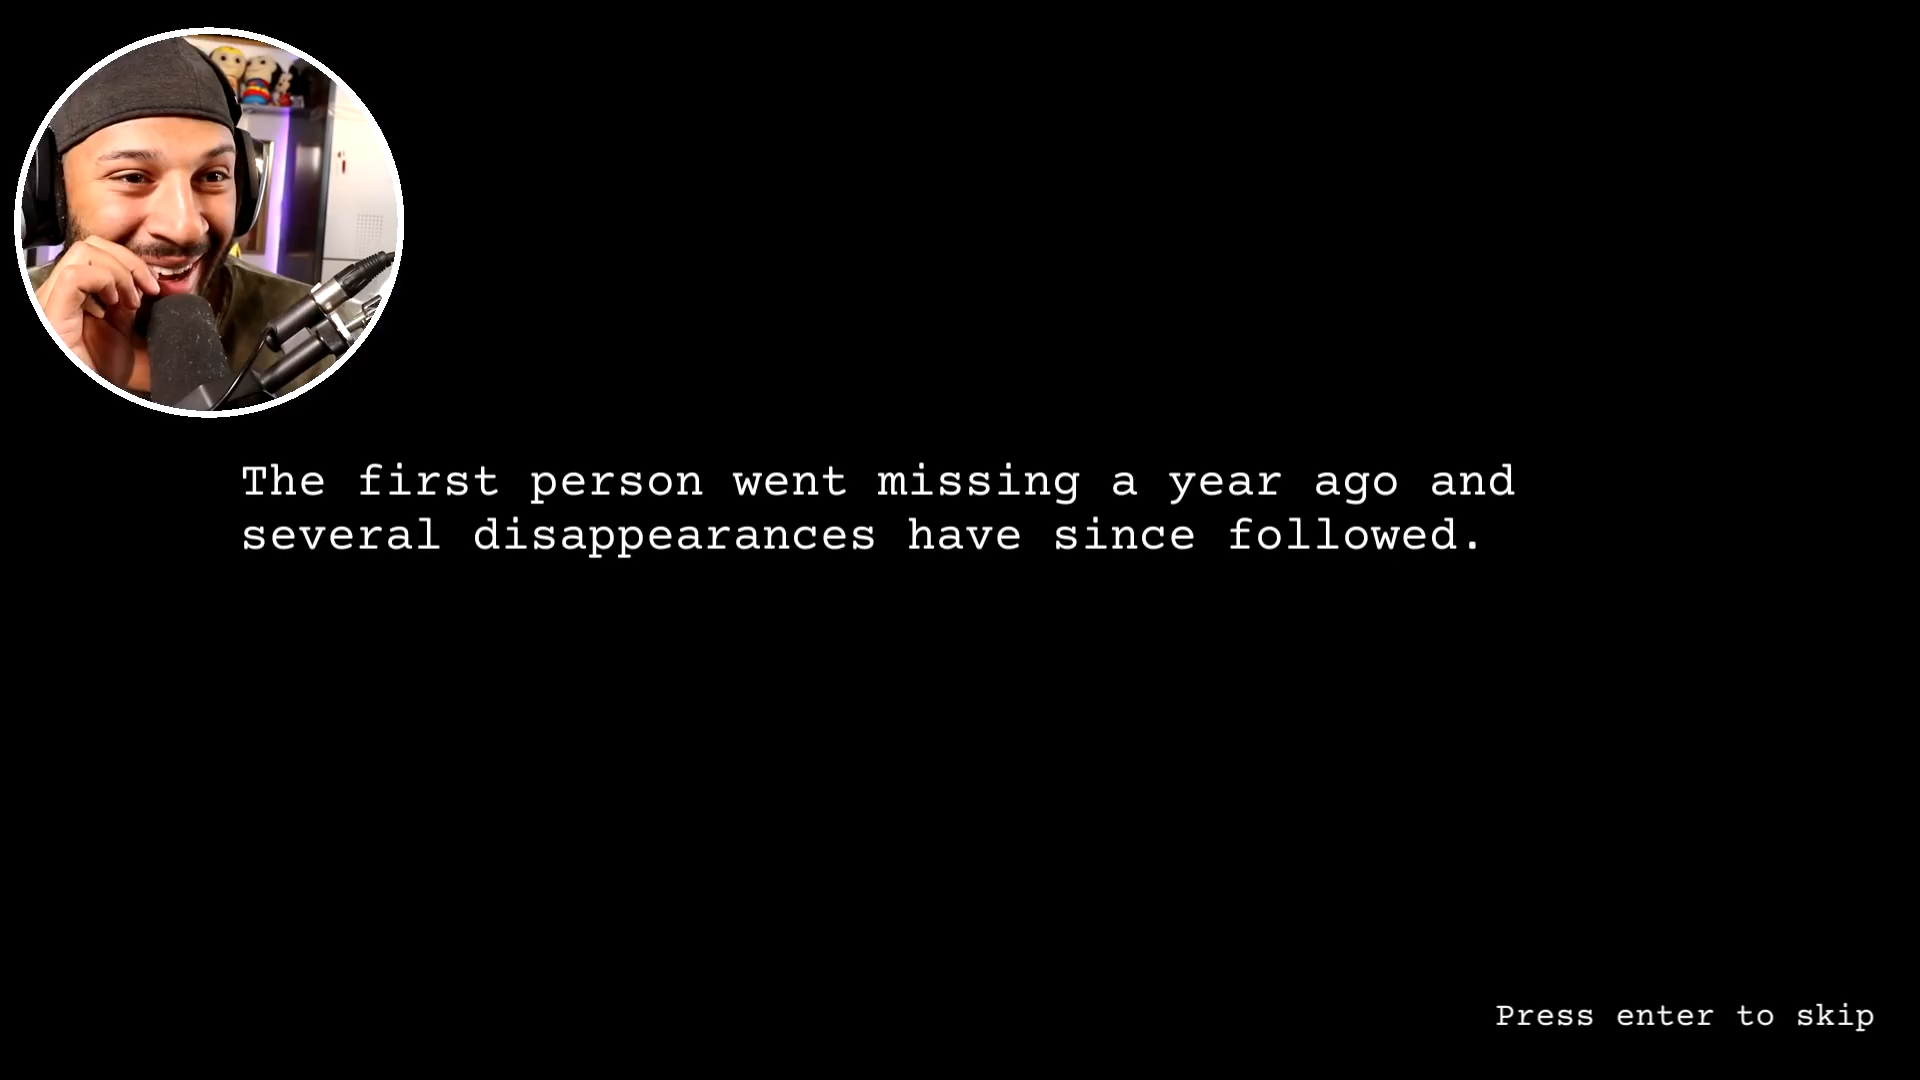 The first person went missing a year ago and
several disappearances have since followed.
Press enter to skip